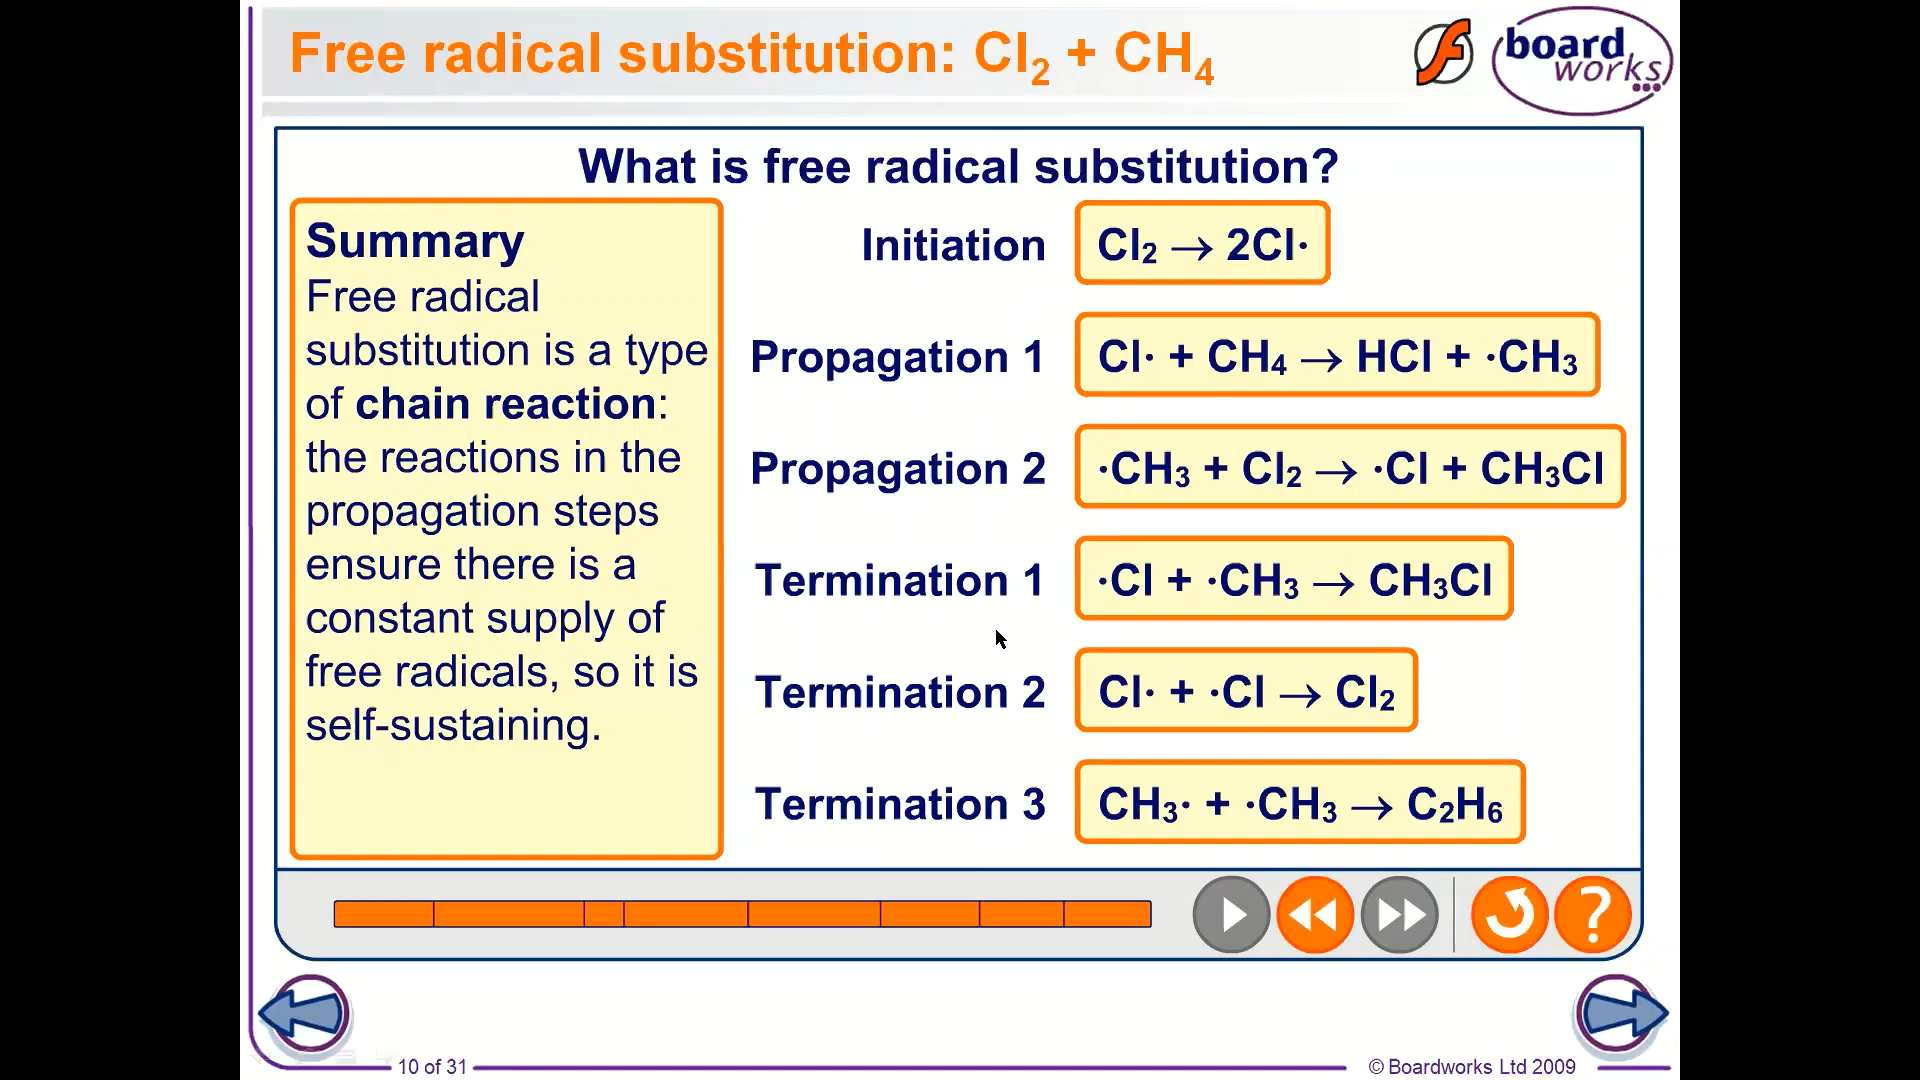 Free radical substitution: Cl₂ + CH₄
board
works
What is free radical substitution?
Summary
Free radical
substitution is a type
of chain reaction:
the reactions in the
propagation steps
ensure there is a
constant supply of
free radicals, so it is
self-sustaining.
Initiation
Cl₂ → 2Cl·
Propagation 1
Cl· + CH₄ → HCl + ·CH₃
Propagation 2
·CH₃ + Cl₂ → ·Cl + CH₃Cl
Termination 1
·Cl + ·CH₃ → CH₃Cl
Termination 2
Cl· + ·Cl → Cl₂
Termination 3
CH₃· + ·CH₃ → C₂H₆
?
10 of 31
© Boardworks Ltd 2009